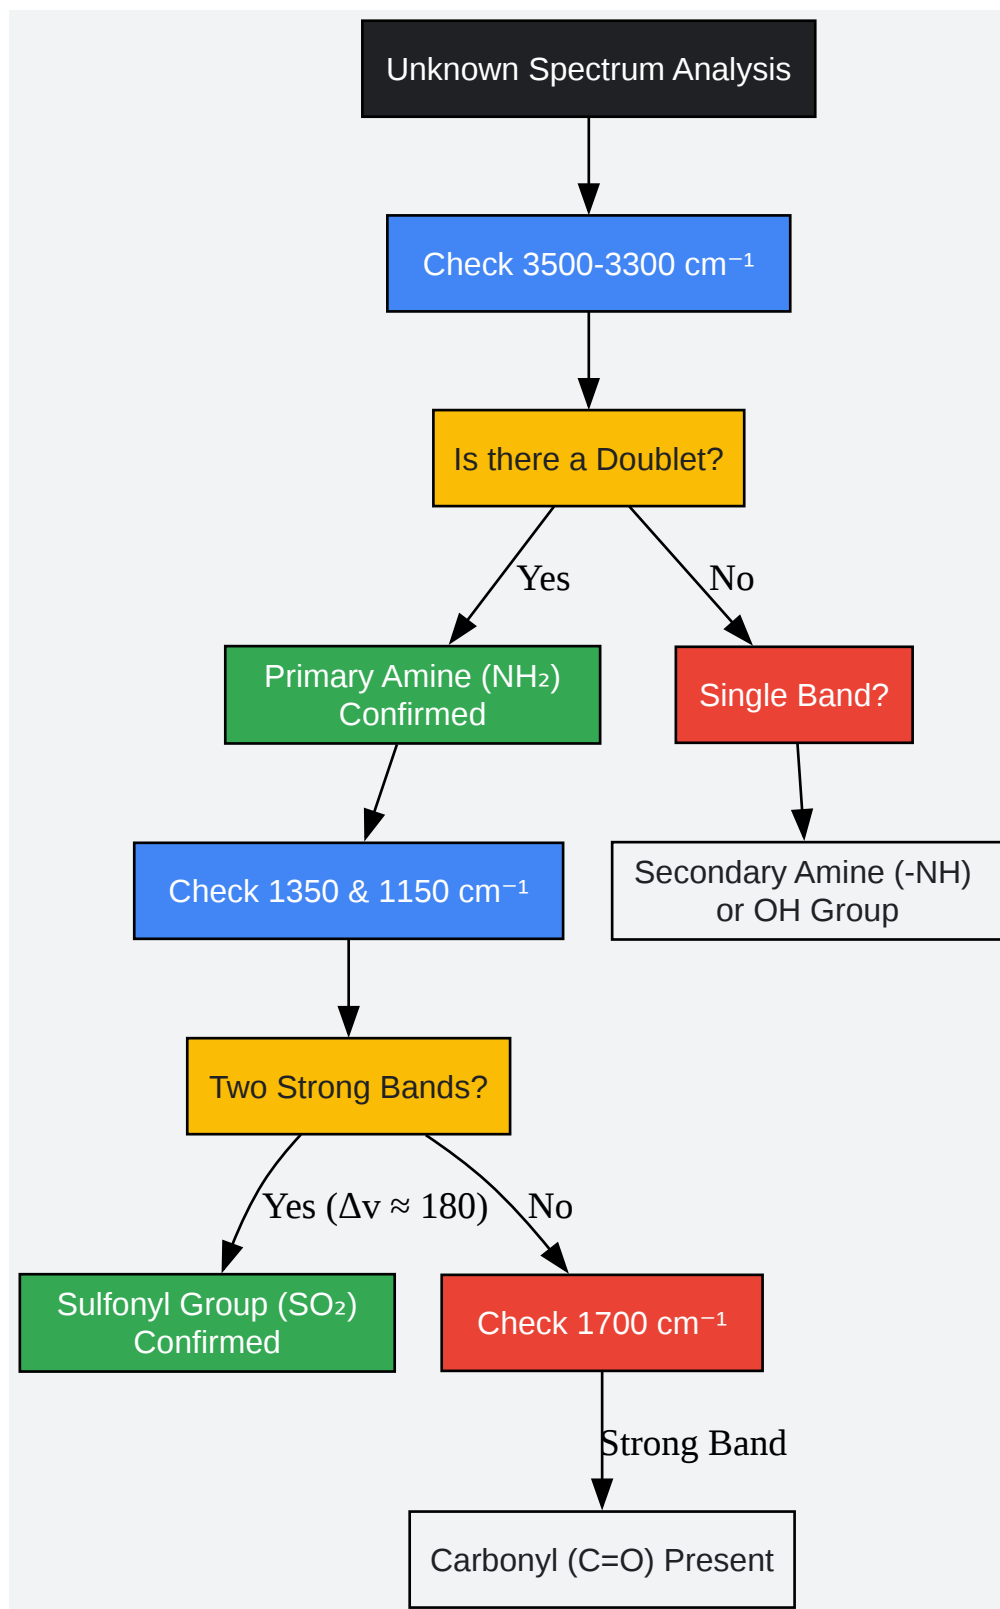 Unknown Spectrum Analysis
Check 3500-3300 cm⁻¹
Is there a Doublet?
Yes
No
Primary Amine (NH₂)
Confirmed
Single Band?
Check 1350 & 1150 cm⁻¹
Secondary Amine (-NH)
or OH Group
Two Strong Bands?
Yes (Δv ≈ 180)
No
Sulfonyl Group (SO₂)
Confirmed
Check 1700 cm⁻¹
Strong Band
Carbonyl (C=O) Present